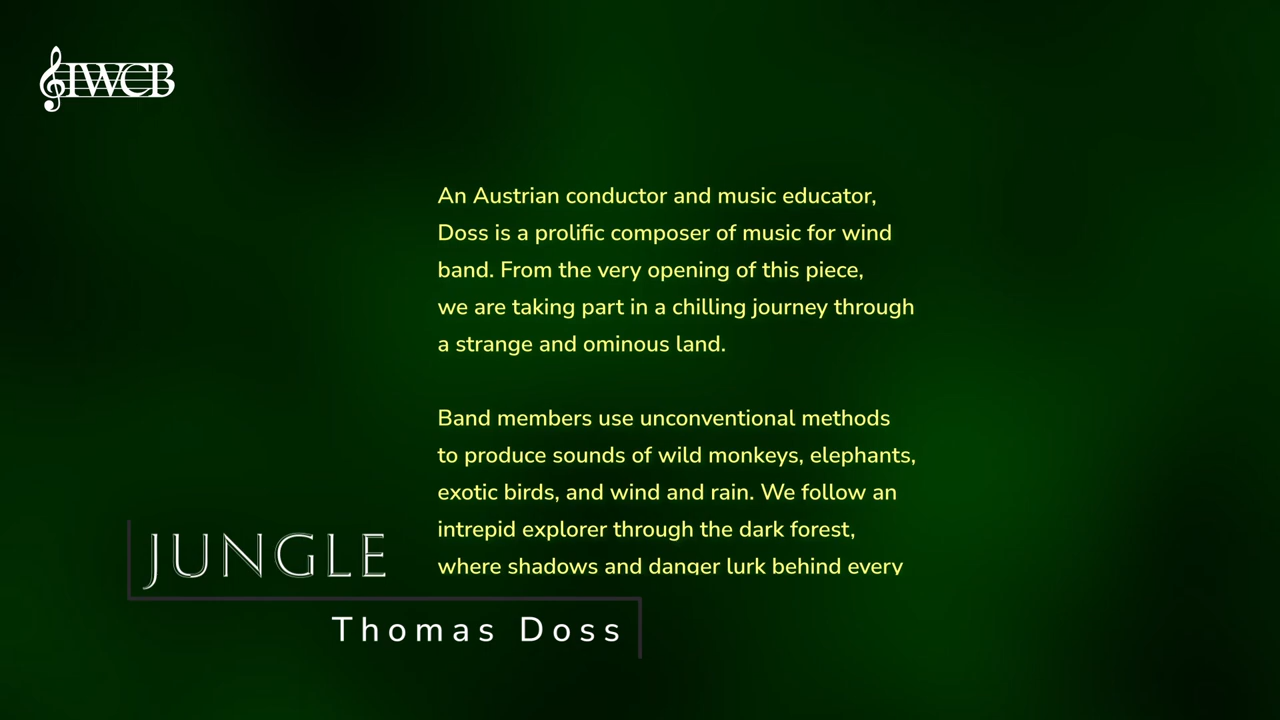 IWCB
An Austrian conductor and music educator,
Doss is a prolific composer of music for wind
band. From the very opening of this piece,
we are taking part in a chilling journey through
a strange and ominous land.
Band members use unconventional methods
to produce sounds of wild monkeys, elephants,
exotic birds, and wind and rain. We follow an
intrepid explorer through the dark forest,
where shadows and danger lurk behind every
JUNGLE
Thomas Doss